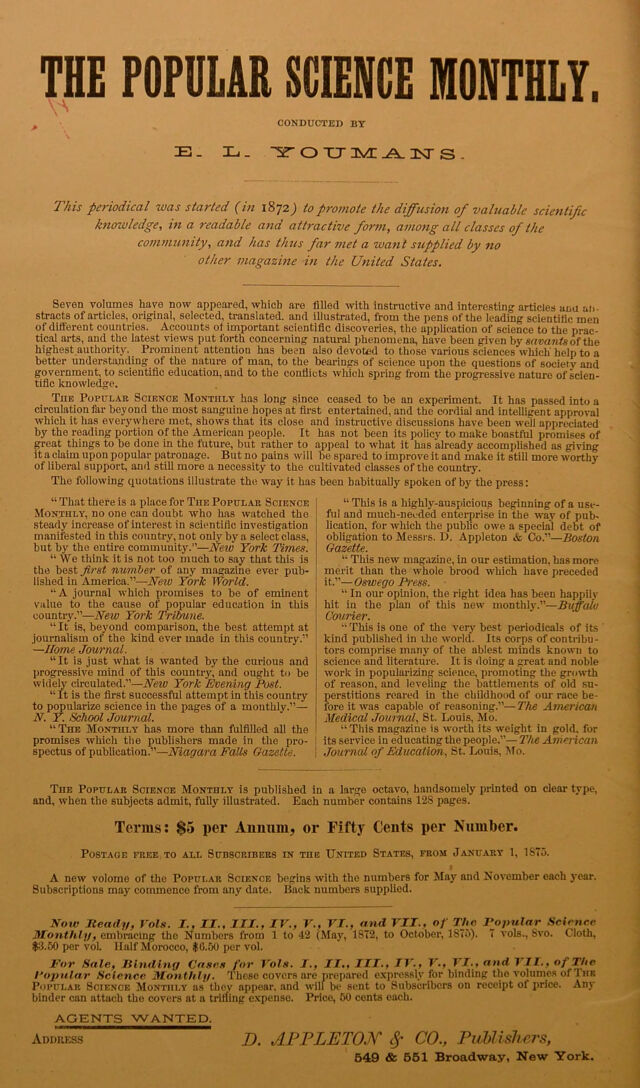 THE POPULAR SCIENCE MONTHLY.
CONDUCTED BY
E. L. YOUMANS.
This periodical was started (in 1872) to promote the diffusion of valuable scientific
knowledge, in a readable and attractive form, among all classes of the
community, and has thus far met a want supplied by no
other magazine in the United States.
Seven volumes have now appeared, which are filled with instructive and interesting articles and ab-
stracts of articles, original, selected, translated, and illustrated, from the pens of the leading scientific men
of different countries. Accounts of important scientific discoveries, the application of science to the prac-
tical arts, and the latest views put forth concerning natural phenomena, have been given by savants of the
highest authority. Prominent attention has been also devoted to those various sciences which help to a
better understanding of the nature of man, to the bearings of science upon the questions of society and
government, to scientific education, and to the conflicts which spring from the progressive nature of scien-
tific knowledge.
THE POPULAR SCIENCE MONTHLY has long since ceased to be an experiment. It has passed into a
circulation far beyond the most sanguine hopes at first entertained, and the cordial and intelligent approval
which it has everywhere met, shows that its close and instructive discussions have been well appreciated
by the reading portion of the American people. It has not been its policy to make boastful promises of
great things to be done in the future, but rather to appeal to what it has already accomplished as giving
it a claim upon popular patronage. But no pains will be spared to improve it and make it still more worthy
of liberal support, and still more a necessity to the cultivated classes of the country.
The following quotations illustrate the way it has been habitually spoken of by the press:
"That there is a place for THE POPULAR SCIENCE
MONTHLY, no one can doubt who has watched the
steady increase of interest in scientific investigation
manifested in this country, not only by a select class,
but by the entire community."—New York Times.
"We think it is not too much to say that this is
the best first number of any magazine ever pub-
lished in America."—New York World.
"A journal which promises to be of eminent
value to the cause of popular education in this
country."—New York Tribune.
"It is, beyond comparison, the best attempt at
journalism of the kind ever made in this country."
—Home Journal.
"It is just what is wanted by the curious and
progressive mind of this country, and ought to be
widely circulated."—New York Evening Post.
"It is the first successful attempt in this country
to popularize science in the pages of a monthly."—
N. Y. School Journal.
"THE MONTHLY has more than fulfilled all the
promises which the publishers made in the pro-
spectus of publication."—Niagara Falls Gazette.
"This is a highly-auspicious beginning of a use-
ful and much-needed enterprise in the way of pub-
lication, for which the public owe a special debt of
obligation to Messrs. D. Appleton & Co."—Boston
Gazette.
"This new magazine, in our estimation, has more
merit than the whole brood which have preceded
it."—Oswego Press.
"In our opinion, the right idea has been happily
hit in the plan of this new monthly."—Buffalo
Courier.
"This is one of the very best periodicals of its
kind published in the world. Its corps of contribu-
tors comprise many of the ablest minds known to
science and literature. It is doing a great and noble
work in popularizing science, promoting the growth
of reason, and leveling the battlements of old su-
perstitions reared in the childhood of our race be-
fore it was capable of reasoning."—The American
Medical Journal, St. Louis, Mo.
"This magazine is worth its weight in gold, for
its service in educating the people."—The American
Journal of Education, St. Louis, Mo.
THE POPULAR SCIENCE MONTHLY is published in a large octavo, handsomely printed on clear type,
and, when the subjects admit, fully illustrated. Each number contains 128 pages.
Terms: $5 per Annum, or Fifty Cents per Number.
POSTAGE FREE TO ALL SUBSCRIBERS IN THE UNITED STATES, FROM JANUARY 1, 1875.
A new volome of the POPULAR SCIENCE begins with the numbers for May and November each year.
Subscriptions may commence from any date. Back numbers supplied.
Now Ready, Vols. I., II., III., IV., V., VI., and VII., of The Popular Science
Monthly, embracing the Numbers from 1 to 42 (May, 1872, to October, 1875). 7 vols., 8vo. Cloth,
$3.50 per vol. Half Morocco, $6.50 per vol.
For Sale, Binding Cases for Vols. I., II., III., IV., V., VI., and VII., of The
Popular Science Monthly. These covers are prepared expressly for binding the volumes of THE
POPULAR SCIENCE MONTHLY as they appear, and will be sent to Subscribers on receipt of price. Any
binder can attach the covers at a trifling expense. Price, 50 cents each.
AGENTS WANTED.
ADDRESS
D. APPLETON & CO., Publishers,
549 & 551 Broadway, New York.